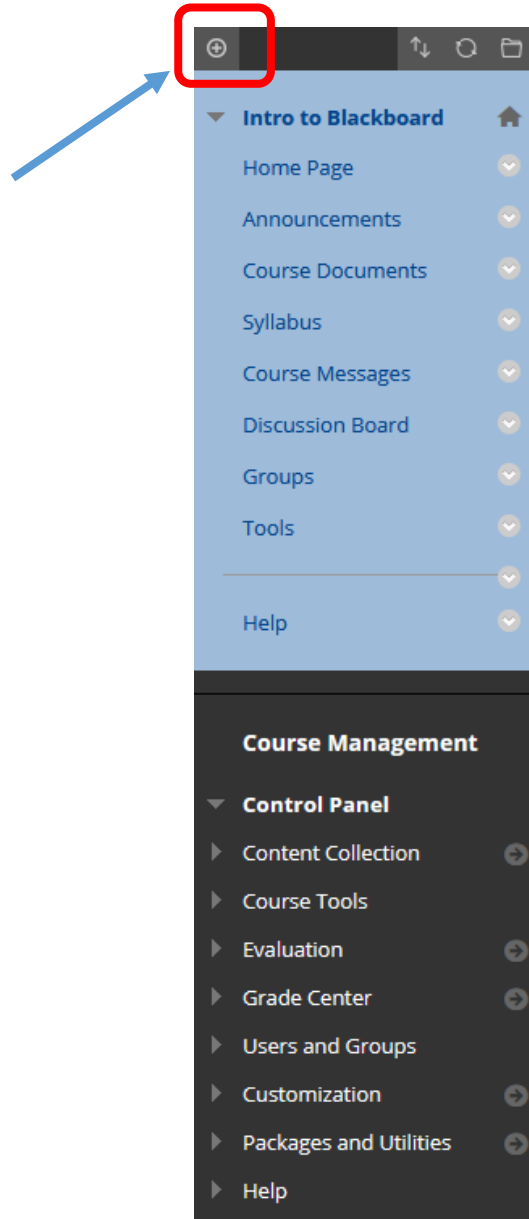 Intro to Blackboard
Home Page
Announcements
Course Documents
Syllabus
Course Messages
Discussion Board
Groups
Tools
Help
Course Management
Control Panel
Content Collection
Course Tools
Evaluation
Grade Center
Users and Groups
Customization
Packages and Utilities
Help